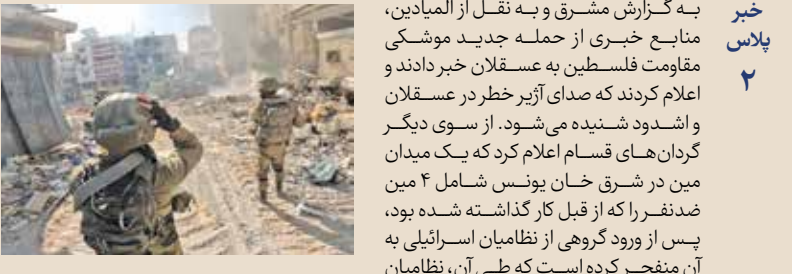 خبر
پلاس
۲
به گزارش مشرق و به نقل از المیادین،
منابع خبری از حمله جدید موشکی
مقاومت فلسطین به عسقلان خبر دادند و
اعلام کردند که صدای آژیر خطر در عسقلان
و اشدود شنیده می‌شود. از سوی دیگر
گردان‌های قسام اعلام کرد که یک میدان
مین در شرق خان یونس شامل ۴ مین
ضدنفر را که از قبل کار گذاشته شده بود،
پس از ورود گروهی از نظامیان اسرائیلی به
آن منفجر کرده است که طی آن، نظامیان